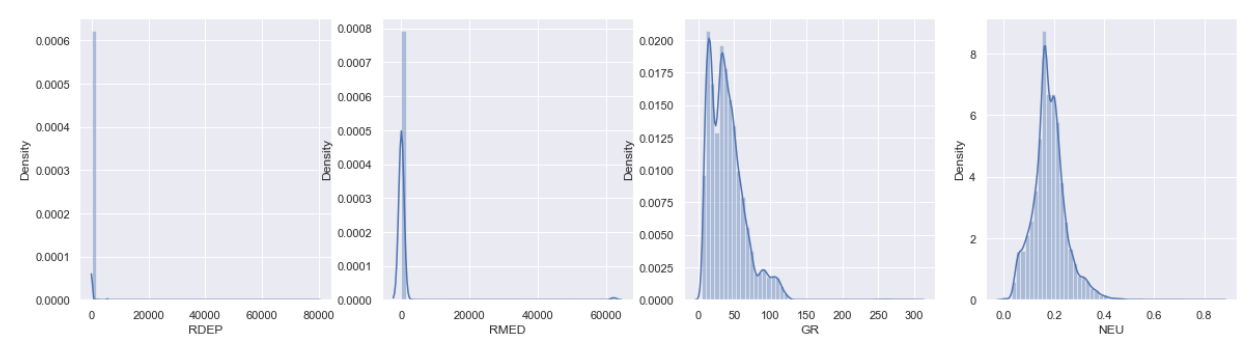 0.0006
0.0005
0.0004
0.0003
0.0002
0.0001
0.0000
Density
0 20000 40000 60000 80000
RDEP
0.0008
0.0007
0.0006
0.0005
0.0004
0.0003
0.0002
0.0001
0.0000
Density
0 20000 40000 60000
RMED
0.0200
0.0175
0.0150
0.0125
0.0100
0.0075
0.0050
0.0025
0.0000
Density
0 50 100 150 200 250 300
GR
8
6
4
2
0
Density
0.0 0.2 0.4 0.6 0.8
NEU